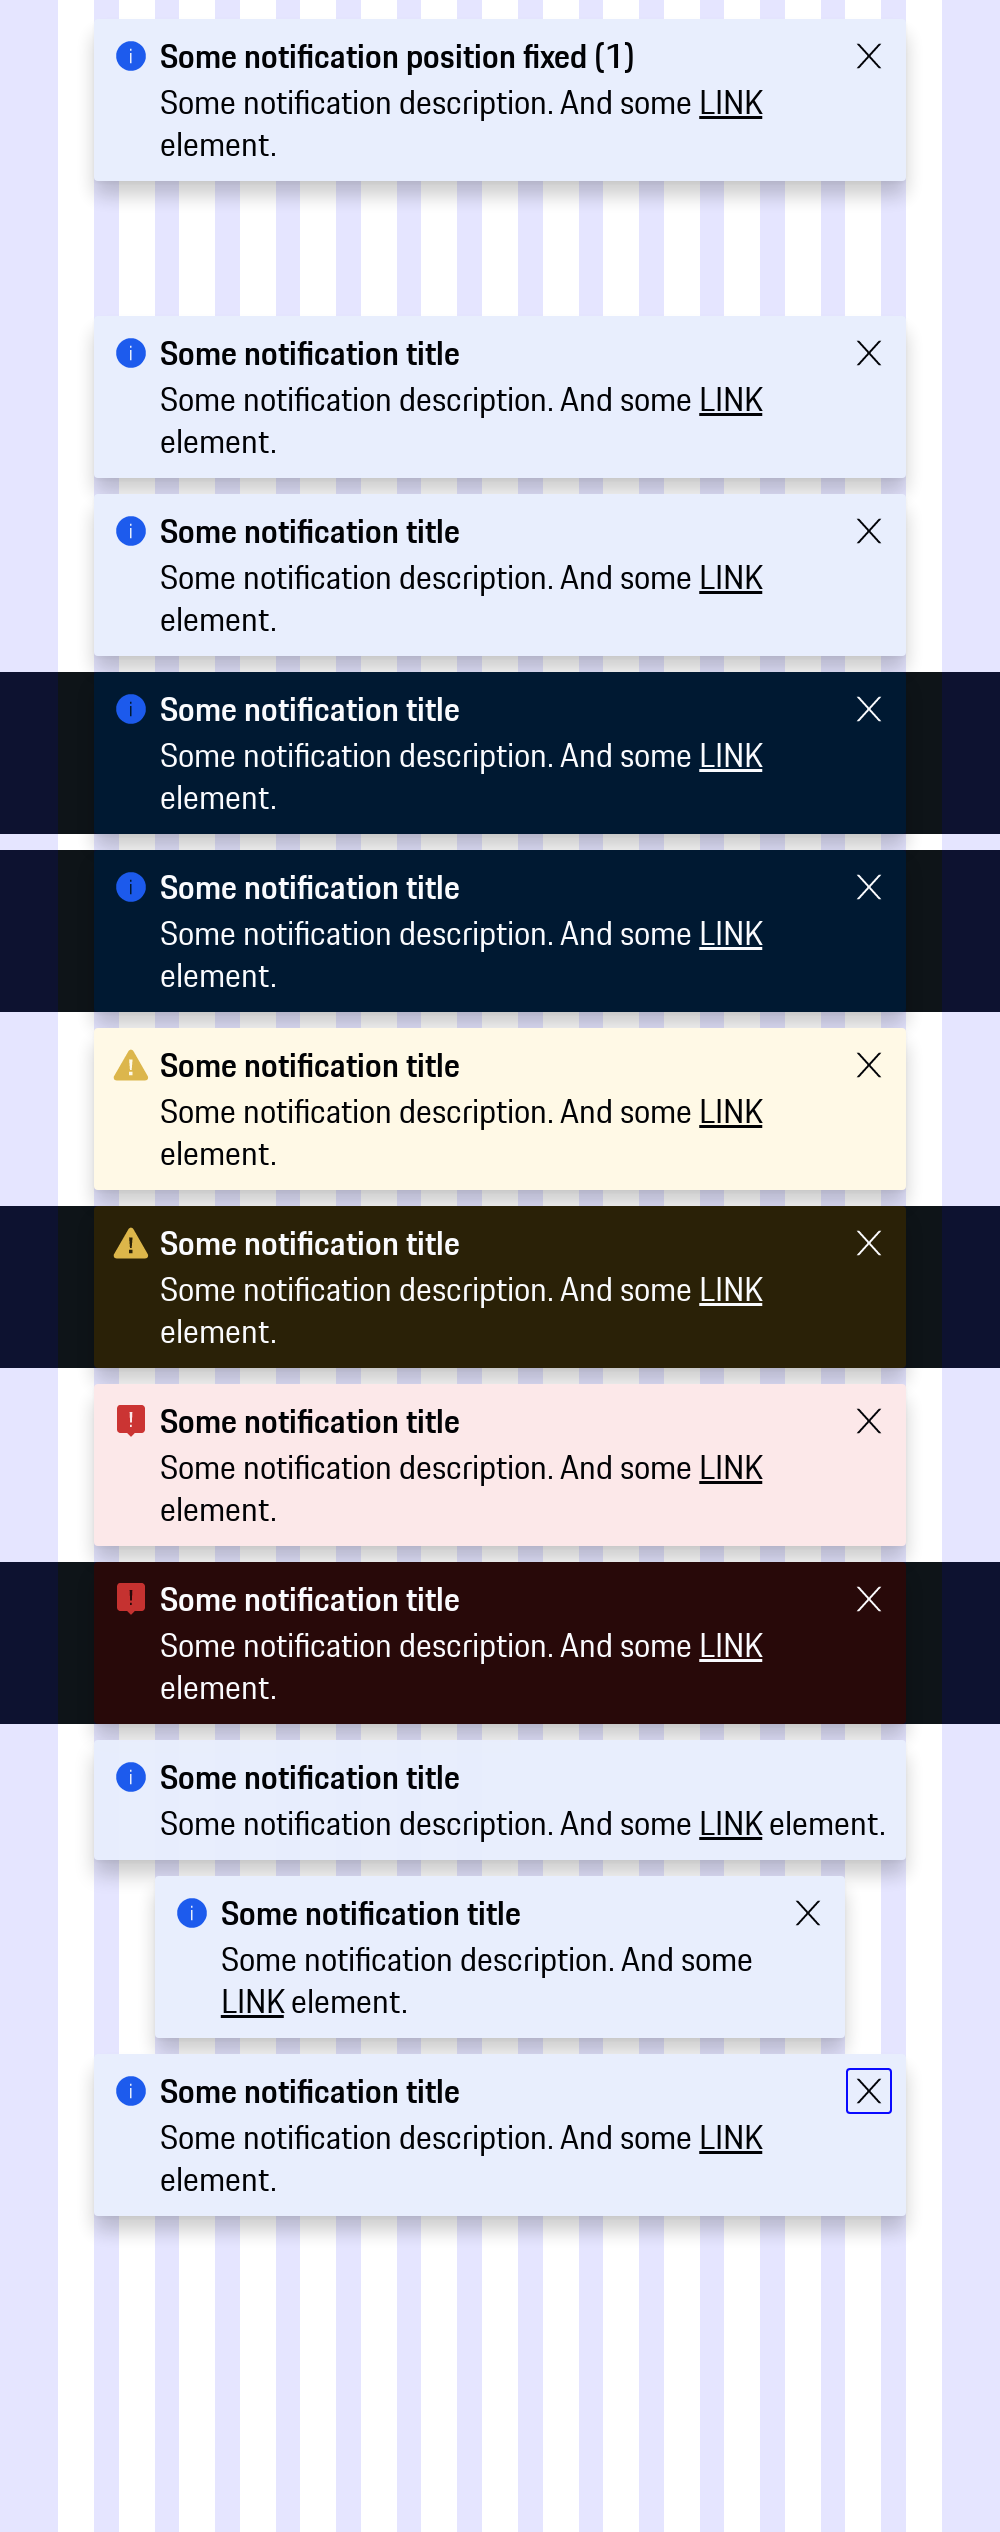 Some notification position fixed (1)
Some notification description. And some LINK
element.
Some notification title
Some notification description. And some LINK
element.
Some notification title
Some notification description. And some LINK
element.
Some notification title
Some notification description. And some LINK
element.
Some notification title
Some notification description. And some LINK
element.
Some notification title
Some notification description. And some LINK
element.
Some notification title
Some notification description. And some LINK
element.
Some notification title
Some notification description. And some LINK
element.
Some notification title
Some notification description. And some LINK
element.
Some notification title
Some notification description. And some LINK element.
Some notification title
Some notification description. And some
LINK element.
Some notification title
Some notification description. And some LINK
element.